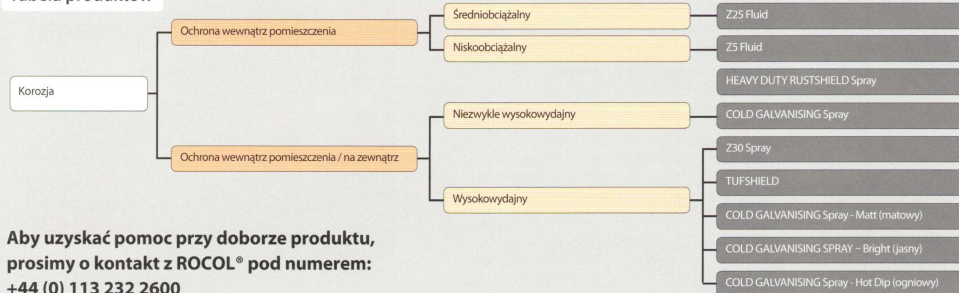 Ochrona wewnątrz pomieszczenia
Średniobciążalny
Z25 Fluid
Niskoobciążalny
Z5 Fluid
Korozja
HEAVY DUTY RUSTSHIELD Spray
Niezwykle wysokowydajny
COLD GALVANISING Spray
Ochrona wewnątrz pomieszczenia / na zewnątrz
Z30 Spray
TUFSHIELD
Wysokowydajny
COLD GALVANISING Spray - Matt (matowy)
COLD GALVANISING SPRAY – Bright (jasny)
COLD GALVANISING Spray - Hot Dip (ogniowy)
Aby uzyskać pomoc przy doborze produktu,
prosimy o kontakt z ROCOL® pod numerem:
+44 (0) 113 232 2600